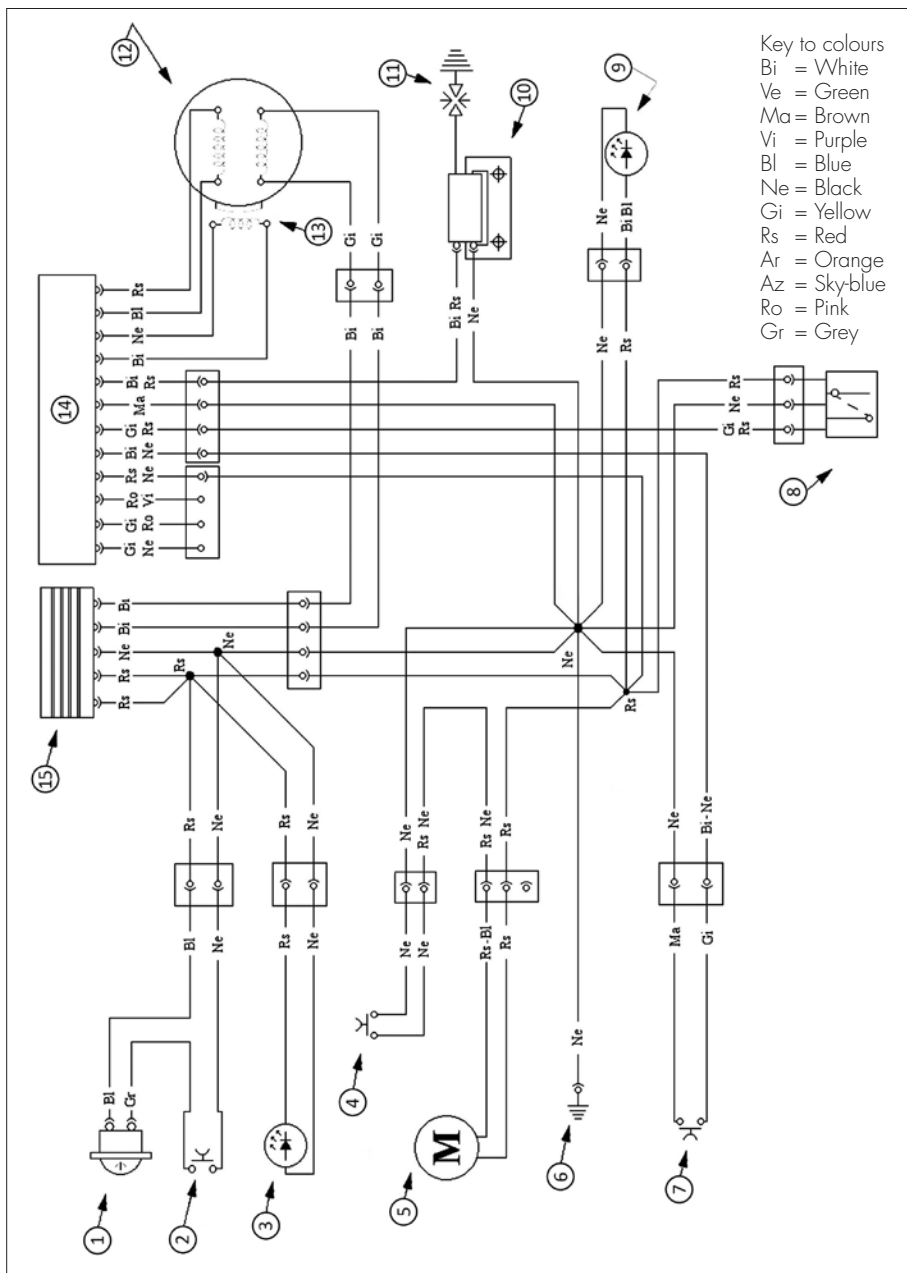 Key to colours
Bi = White
Ve = Green
Ma = Brown
Vi = Purple
Bl = Blue
Ne = Black
Gi = Yellow
Rs = Red
Ar = Orange
Az = Sky-blue
Ro = Pink
Gr = Grey
12
11
10
9
13
14
15
8
Rs
Bl
Ne
Bi
Bi Rs
Ma
Gi Rs
Bi Ne
Rs Ne
Ro Vi
Gi Ro
Gi Ne
Gi
Gi
Bi
Bi
Bi Rs
Ne
Ne
Bi Bl
Ne
Rs
Rs
Ne
Gi Rs
Bi
Bi
Ne
Rs
Rs
Rs
Ne
Ne
Rs
Rs
Ne
Rs
Ne
Ne
Rs Ne
Rs Ne
Rs
Ne
Bi-Ne
Bl
Ne
Rs
Ne
Ne
Ne
Rs-Bl
Rs
Ne
Ma
Gi
Bl
Gr
M
1
2
3
4
5
6
7